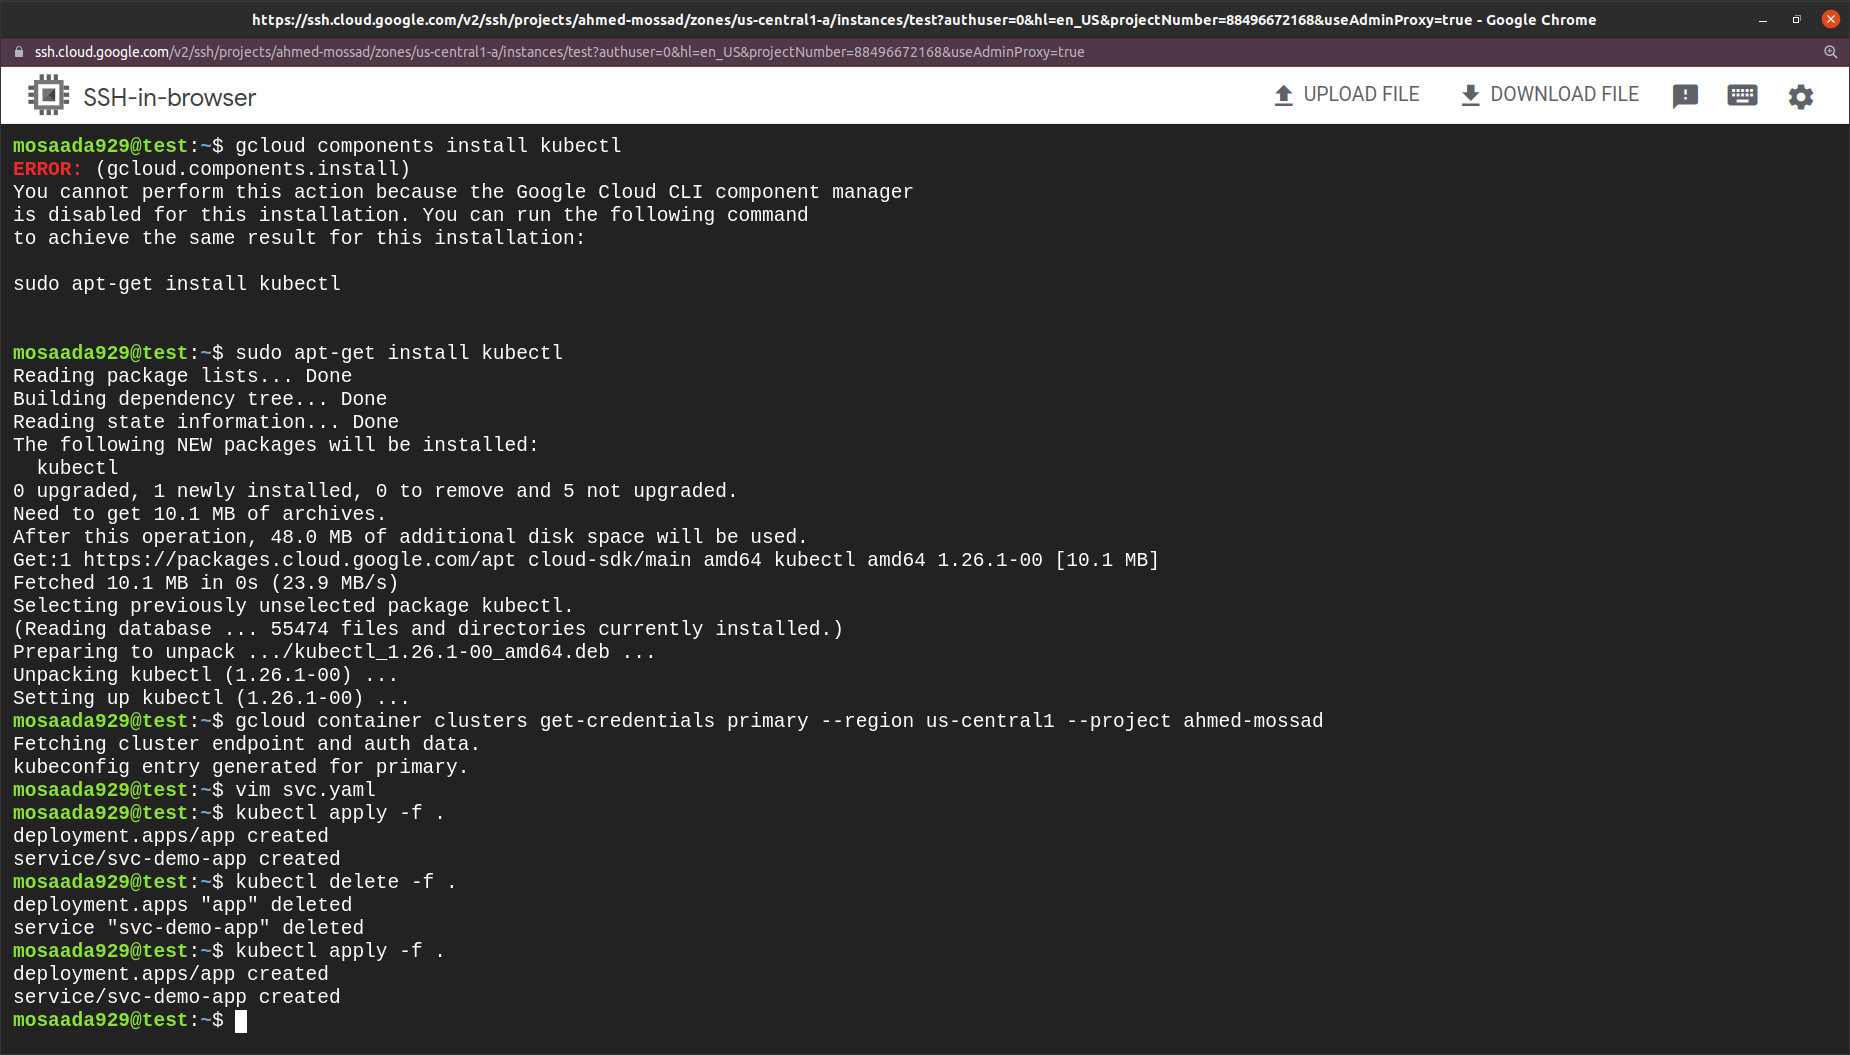 https://ssh.cloud.google.com/v2/ssh/projects/ahmed-mossad/zones/us-central1-a/instances/test?authuser=0&hl=en_US&projectNumber=88496672168&useAdminProxy=true - Google Chrome
ssh.cloud.google.com/v2/ssh/projects/ahmed-mossad/zones/us-central1-a/instances/test?authuser=0&hl=en_US&projectNumber=88496672168&useAdminProxy=true
SSH-in-browser
UPLOAD FILE
DOWNLOAD FILE
mosaada929@test:~$ gcloud components install kubectl
ERROR: (gcloud.components.install)
You cannot perform this action because the Google Cloud CLI component manager
is disabled for this installation. You can run the following command
to achieve the same result for this installation:
sudo apt-get install kubectl
mosaada929@test:~$ sudo apt-get install kubectl
Reading package lists... Done
Building dependency tree... Done
Reading state information... Done
The following NEW packages will be installed:
  kubectl
0 upgraded, 1 newly installed, 0 to remove and 5 not upgraded.
Need to get 10.1 MB of archives.
After this operation, 48.0 MB of additional disk space will be used.
Get:1 https://packages.cloud.google.com/apt cloud-sdk/main amd64 kubectl amd64 1.26.1-00 [10.1 MB]
Fetched 10.1 MB in 0s (23.9 MB/s)
Selecting previously unselected package kubectl.
(Reading database ... 55474 files and directories currently installed.)
Preparing to unpack .../kubectl_1.26.1-00_amd64.deb ...
Unpacking kubectl (1.26.1-00) ...
Setting up kubectl (1.26.1-00) ...
mosaada929@test:~$ gcloud container clusters get-credentials primary --region us-central1 --project ahmed-mossad
Fetching cluster endpoint and auth data.
kubeconfig entry generated for primary.
mosaada929@test:~$ vim svc.yaml
mosaada929@test:~$ kubectl apply -f .
deployment.apps/app created
service/svc-demo-app created
mosaada929@test:~$ kubectl delete -f .
deployment.apps "app" deleted
service "svc-demo-app" deleted
mosaada929@test:~$ kubectl apply -f .
deployment.apps/app created
service/svc-demo-app created
mosaada929@test:~$